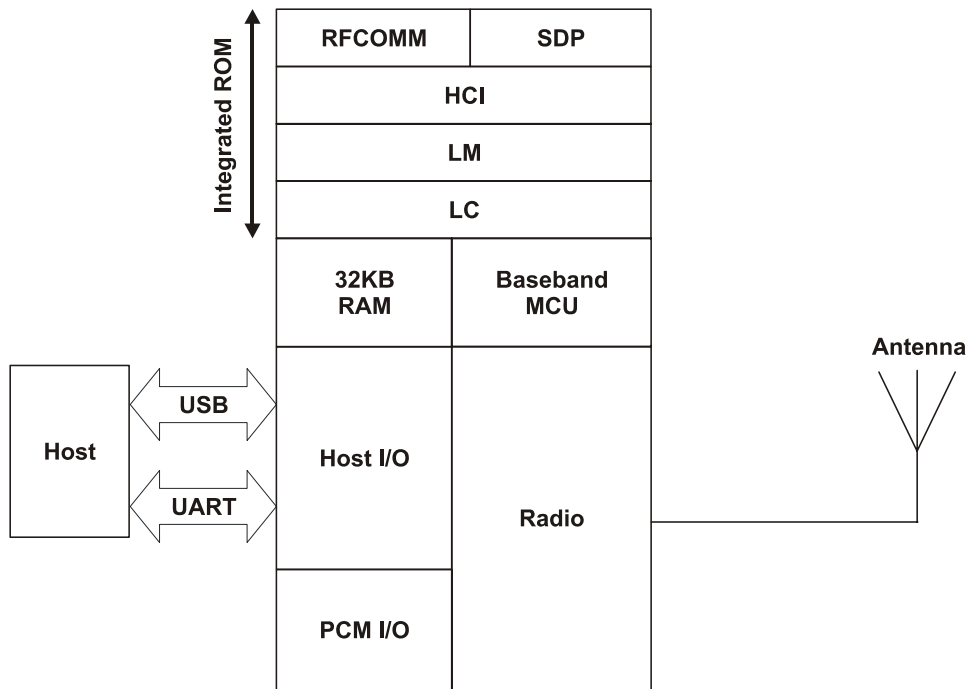 Integrated ROM
RFCOMM
SDP
HCI
LM
LC
32KB
RAM
Baseband
MCU
Host
USB
UART
Host I/O
Radio
Antenna
PCM I/O